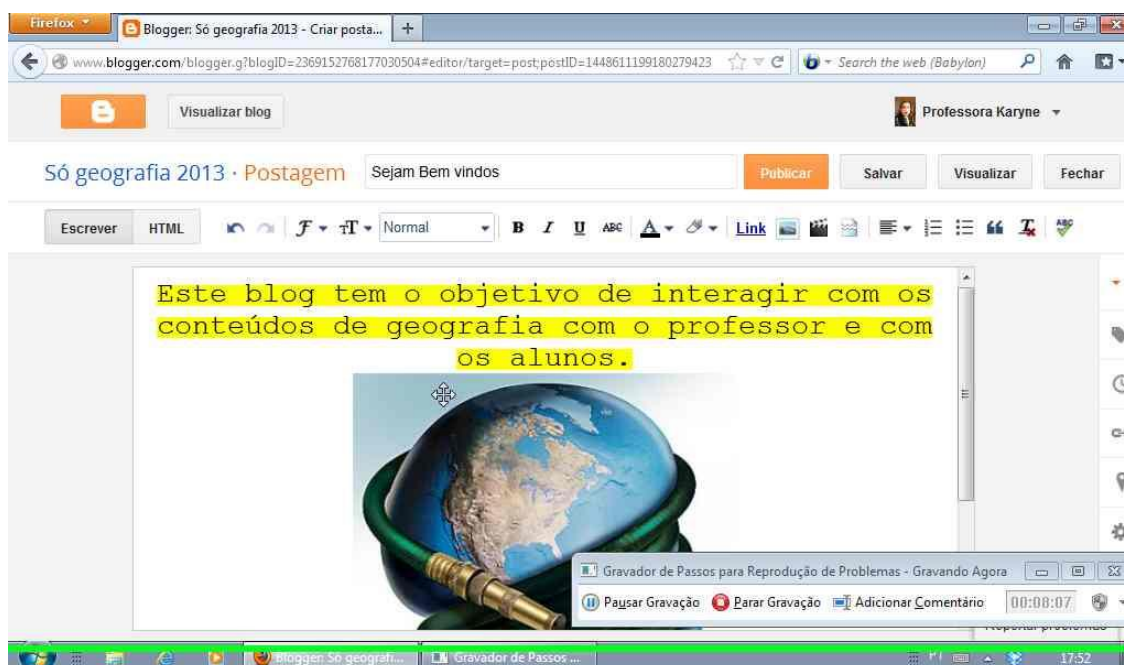 Firefox
Blogger: Só geografia 2013 - Criar posta...
www.blogger.com/blogger.g?blogID=2369152768177030504#editor/target=post;postID=1448611199180279423
Search the web (Babylon)
Visualizar blog
Professora Karyne
Só geografia 2013 · Postagem
Sejam Bem vindos
Publicar
Salvar
Visualizar
Fechar
Escrever
HTML
Normal
B I U ABC A Link
ABC
Este blog tem o objetivo de interagir com os
conteúdos de geografia com o professor e com
os alunos.
Gravador de Passos para Reprodução de Problemas - Gravando Agora
Pausar Gravação Parar Gravação Adicionar Comentário 00:08:07
Blogger: Só geografi...
Gravador de Passos ...
PT
17:52